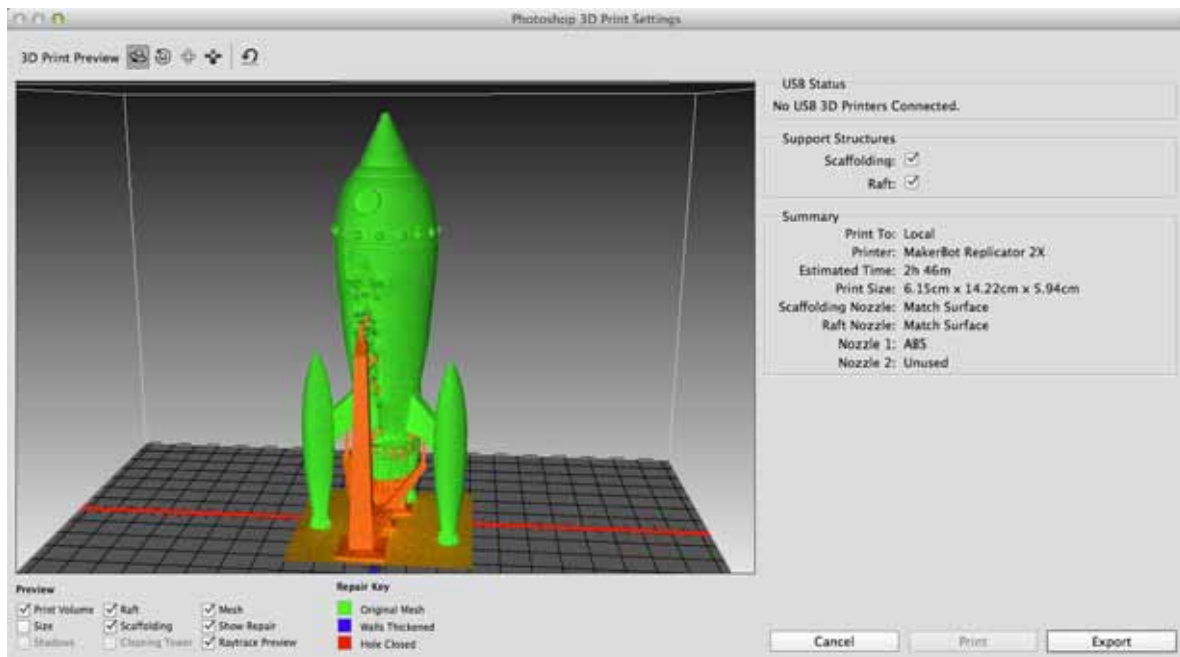 Photoshop 3D Print Settings
3D Print Preview
USB Status
No USB 3D Printers Connected.
Support Structures
Scaffolding:
Raft:
Summary
Print To: Local
Printer: MakerBot Replicator 2X
Estimated Time: 2h 46m
Print Size: 6.15cm x 14.22cm x 5.94cm
Scaffolding Nozzle: Match Surface
Raft Nozzle: Match Surface
Nozzle 1: ABS
Nozzle 2: Unused
Preview
Print Volume Raft Mesh
Size Scaffolding Show Repair
Shadows Cleaning Tower Raytrace Preview
Repair Key
Original Mesh
Walls Thickened
Hole Closed
Cancel Print Export